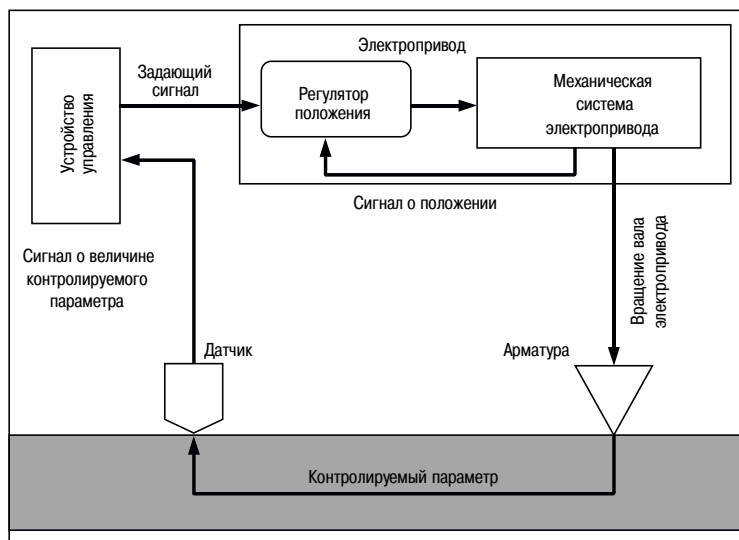 Электропривод
Задающий
сигнал
Устройство
управления
Регулятор
положения
Механическая
система
электропривода
Сигнал о положении
Сигнал о величине
контролируемого
параметра
Вращение вала
электропривода
Датчик
Арматура
Контролируемый параметр